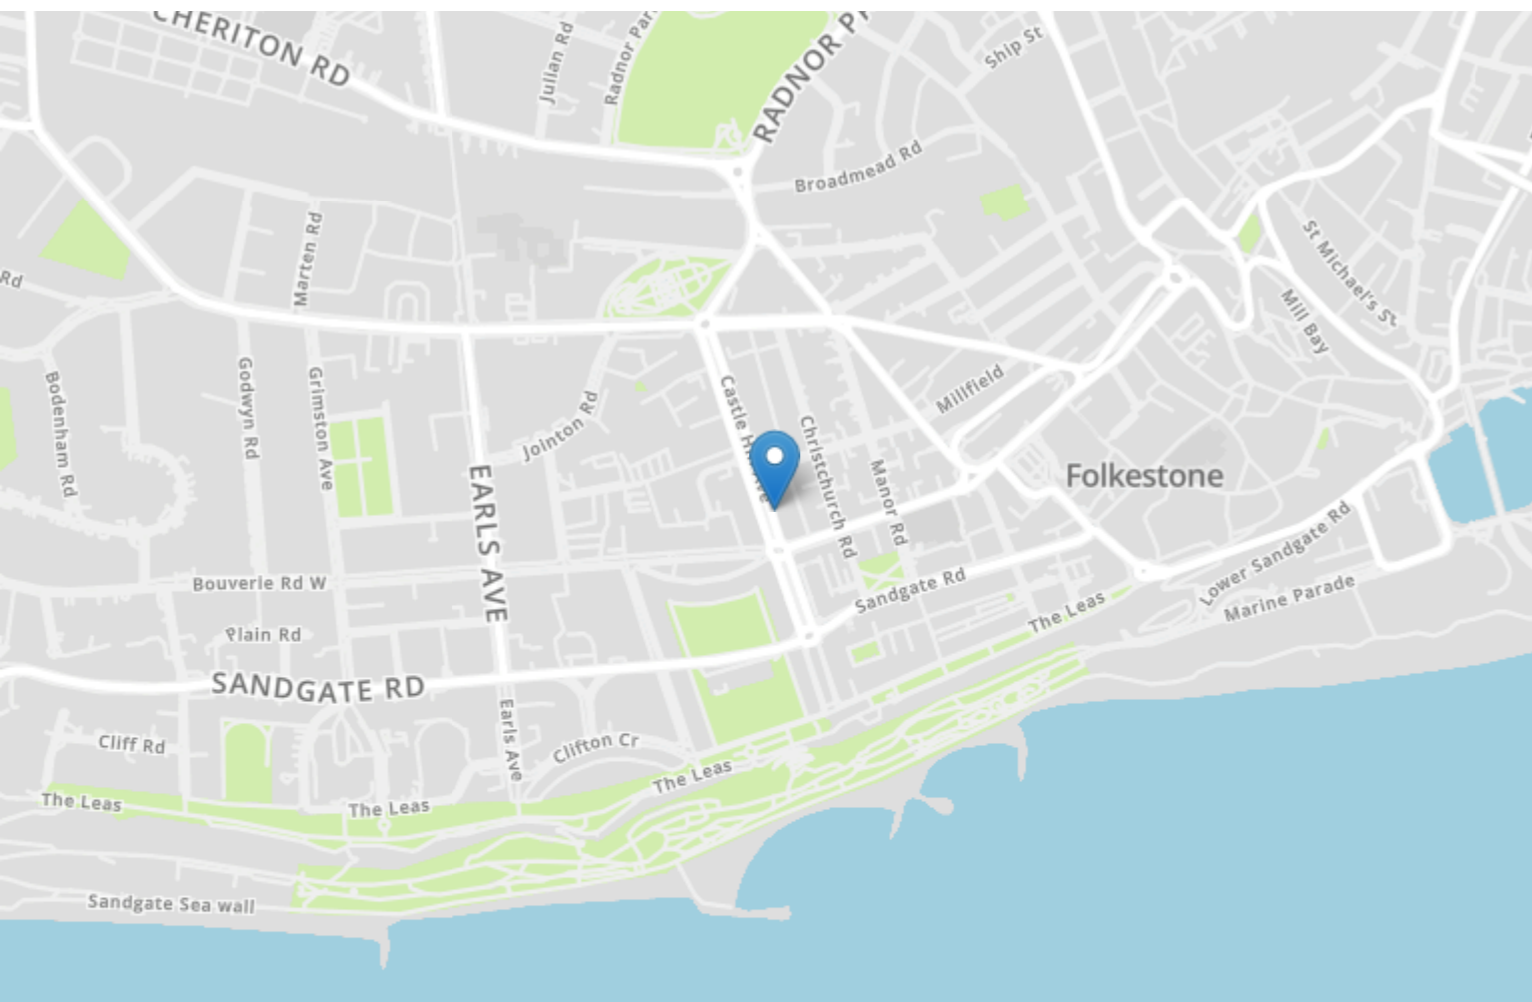 CHERITON RD
Julian Rd
RADNOR
Ship St
Broadmead Rd
Marten Rd
St Michael's St
Rd
Mill Bay
Bodenham Rd
Godwyn Rd
Grimston Ave
Jointon Rd
Castle
Christchurch Rd
Millfield
Manor Rd
EARLS AVE
Folkestone
Bouverie Rd W
Sandgate Rd
Lower Sandgate Rd
Marine Parade
The Leas
Plain Rd
SANDGATE RD
Earls Ave
Cliff Rd
Clifton Cr
The Leas
The Leas
The Leas
Sandgate Sea wall